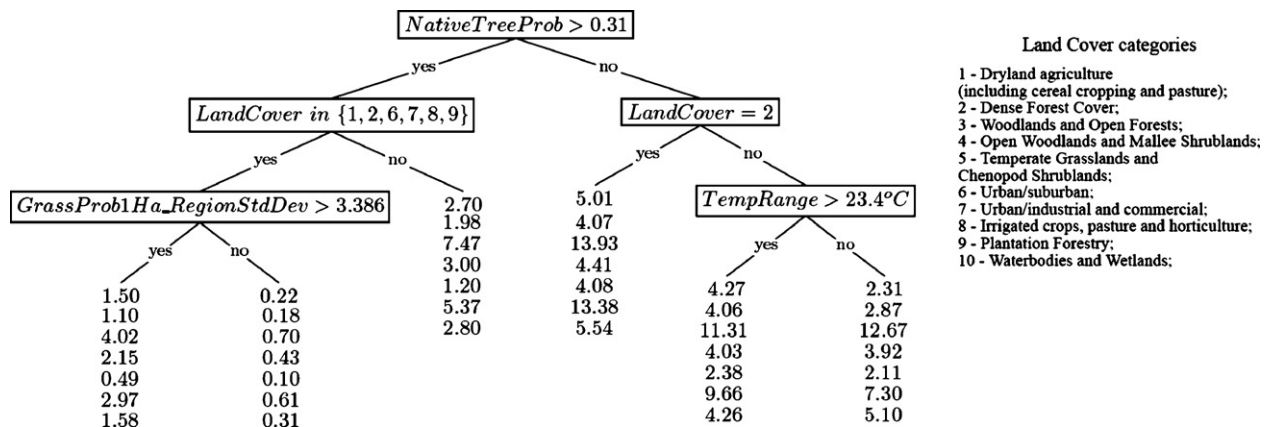 NativeTreeProb > 0.31
yes
no
LandCover in {1, 2, 6, 7, 8, 9}
LandCover = 2
yes
no
yes
no
GrassProb1Ha_RegionStdDev > 3.386
2.70
1.98
7.47
3.00
1.20
5.37
2.80
5.01
4.07
13.93
4.41
4.08
13.38
5.54
TempRange > 23.4°C
yes
no
yes
no
1.50
1.10
4.02
2.15
0.49
2.97
1.58
0.22
0.18
0.70
0.43
0.10
0.61
0.31
4.27
4.06
11.31
4.03
2.38
9.66
4.26
2.31
2.87
12.67
3.92
2.11
7.30
5.10
Land Cover categories
1 - Dryland agriculture
(including cereal cropping and pasture);
2 - Dense Forest Cover;
3 - Woodlands and Open Forests;
4 - Open Woodlands and Mallee Shrublands;
5 - Temperate Grasslands and
Chenopod Shrublands;
6 - Urban/suburban;
7 - Urban/industrial and commercial;
8 - Irrigated crops, pasture and horticulture;
9 - Plantation Forestry;
10 - Waterbodies and Wetlands;